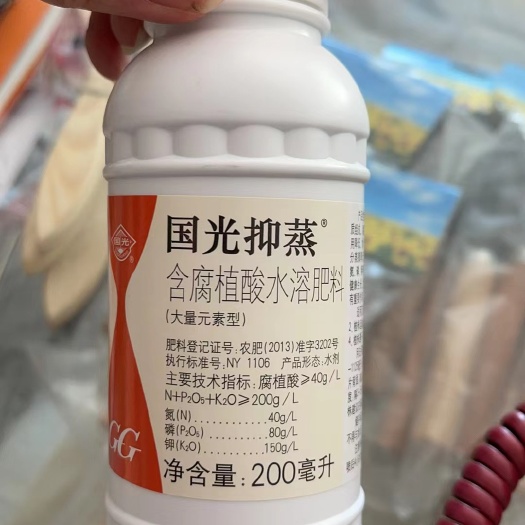 国光
国光抑蒸®
含腐植酸水溶肥料
(大量元素型)
肥料登记证号:农肥(2013)准字3202号
执行标准号:NY 1106 产品形态:水剂
主要技术指标:腐植酸≥40g/L
N+P₂O₅+K₂O≥200g/L
氮(N)..................40g/L
磷(P₂O₅)..............80g/L
钾(K₂O)..............150g/L
净含量:200毫升
GG